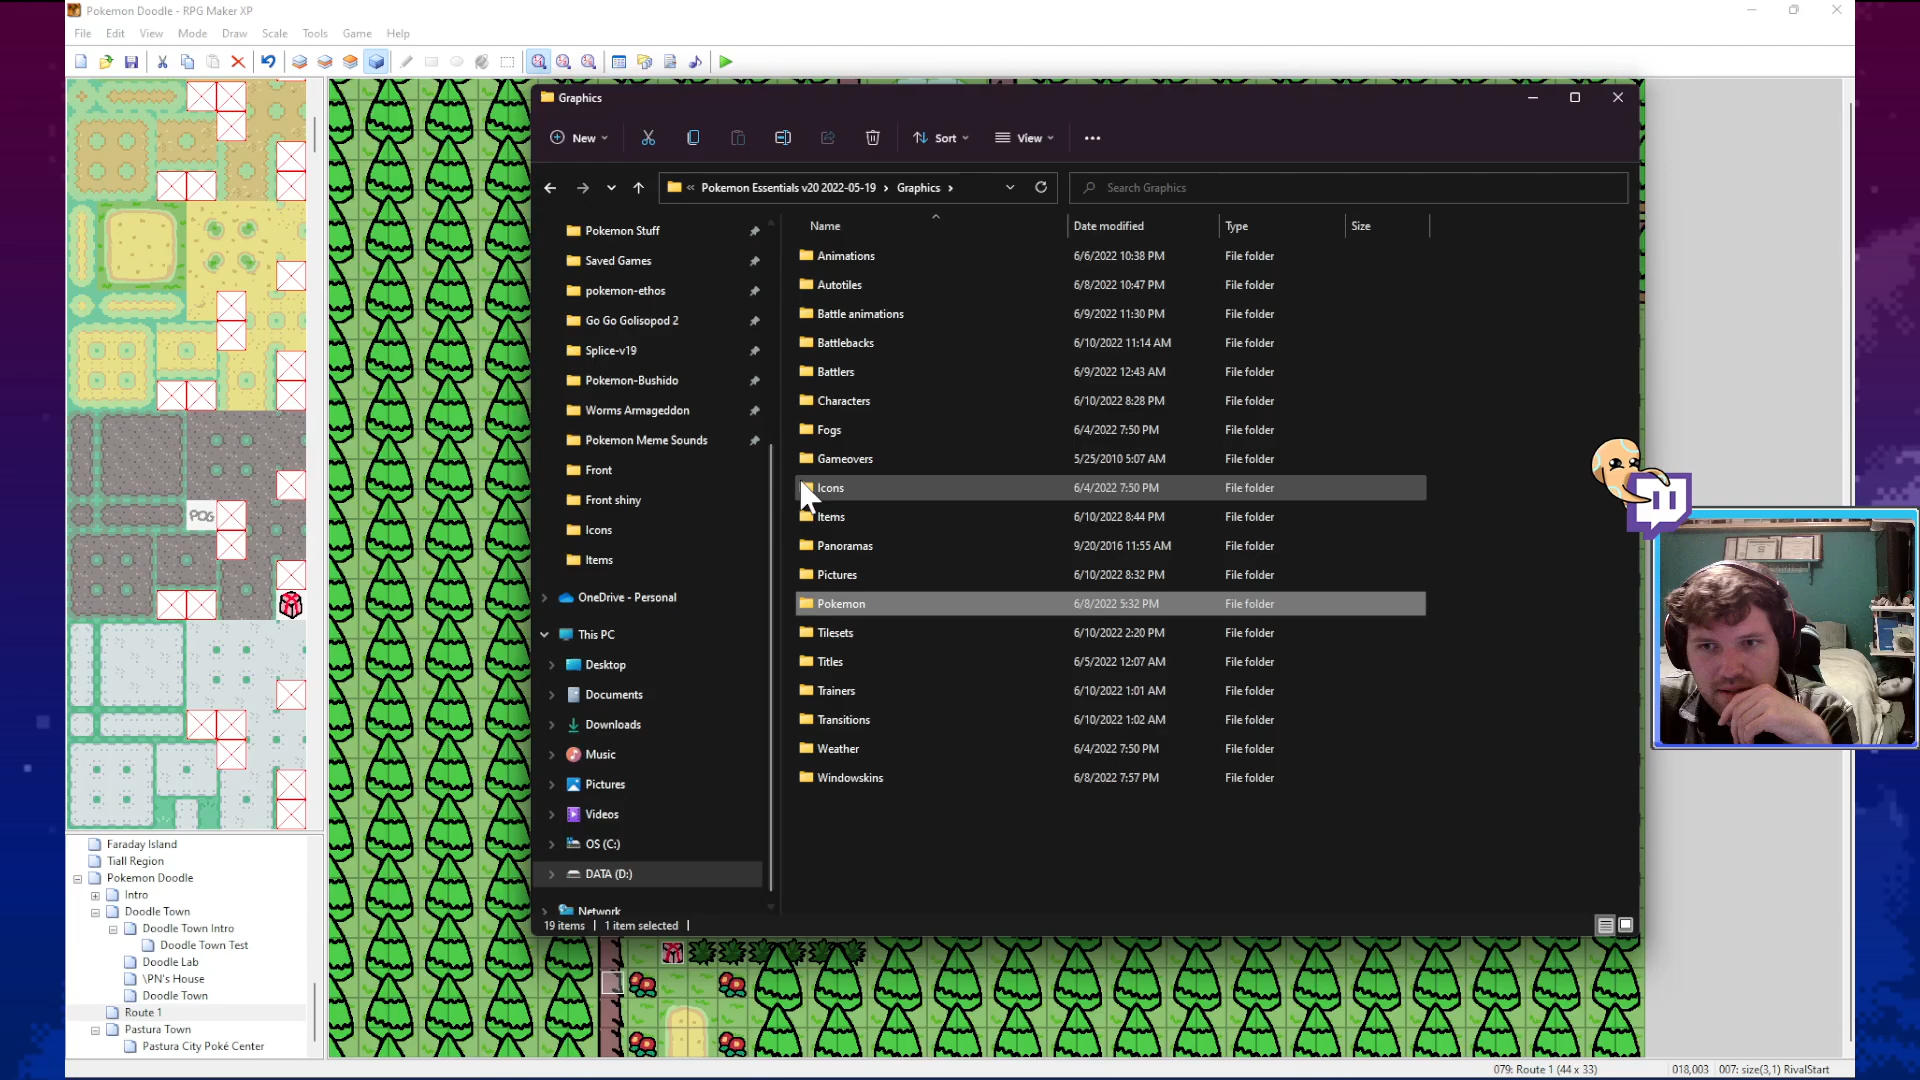 Pokemon Doodle - RPG Maker XP
File Edit View Mode Draw Scale Tools Game Help
Graphics
New Sort View
« Pokemon Essentials v20 2022-05-19 › Graphics ›
Search Graphics
Name Date modified Type Size
Pokemon Stuff
Saved Games
pokemon-ethos
Go Go Golisopod 2
Splice-v19
Pokemon-Bushido
Worms Armageddon
Pokemon Meme Sounds
Front
Front shiny
Icons
Items
OneDrive - Personal
This PC
Desktop
Documents
Downloads
Music
Pictures
Videos
OS (C:)
DATA (D:)
Network
Animations 6/6/2022 10:38 PM File folder
Autotiles 6/8/2022 10:47 PM File folder
Battle animations 6/9/2022 11:30 PM File folder
Battlebacks 6/10/2022 11:14 AM File folder
Battlers 6/9/2022 12:43 AM File folder
Characters 6/10/2022 8:28 PM File folder
Fogs 6/4/2022 7:50 PM File folder
Gameovers 5/25/2010 5:07 AM File folder
Icons 6/4/2022 7:50 PM File folder
Items 6/10/2022 8:44 PM File folder
Panoramas 9/20/2016 11:55 AM File folder
Pictures 6/10/2022 8:32 PM File folder
Pokemon 6/8/2022 5:32 PM File folder
Tilesets 6/10/2022 2:20 PM File folder
Titles 6/5/2022 12:07 AM File folder
Trainers 6/10/2022 1:01 AM File folder
Transitions 6/10/2022 1:02 AM File folder
Weather 6/4/2022 7:50 PM File folder
Windowskins 6/8/2022 7:57 PM File folder
19 items 1 item selected
POG
Faraday Island
Tiall Region
Pokemon Doodle
Intro
Doodle Town
Doodle Town Intro
Doodle Town Test
Doodle Lab
\PN's House
Doodle Town
Route 1
Pastura Town
Pastura City Poké Center
079: Route 1 (44 x 33) 018,003 007: size(3,1) RivalStart